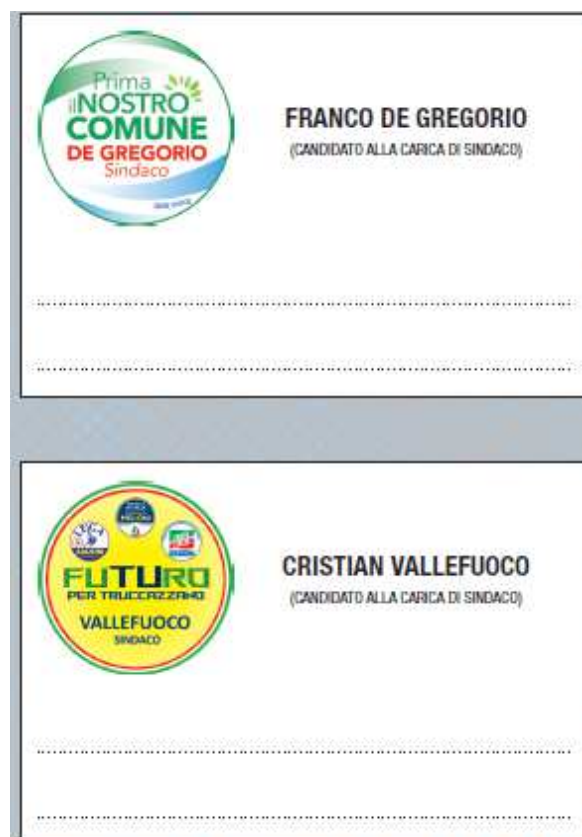 Prima
il NOSTRO
COMUNE
DE GREGORIO
Sindaco
FRANCO DE GREGORIO
(CANDIDATO ALLA CARICA DI SINDACO)
LEGA
FUTURO
PER TRUCCAZZANO
VALLEFUOCO
SINDACO
CRISTIAN VALLEFUOCO
(CANDIDATO ALLA CARICA DI SINDACO)